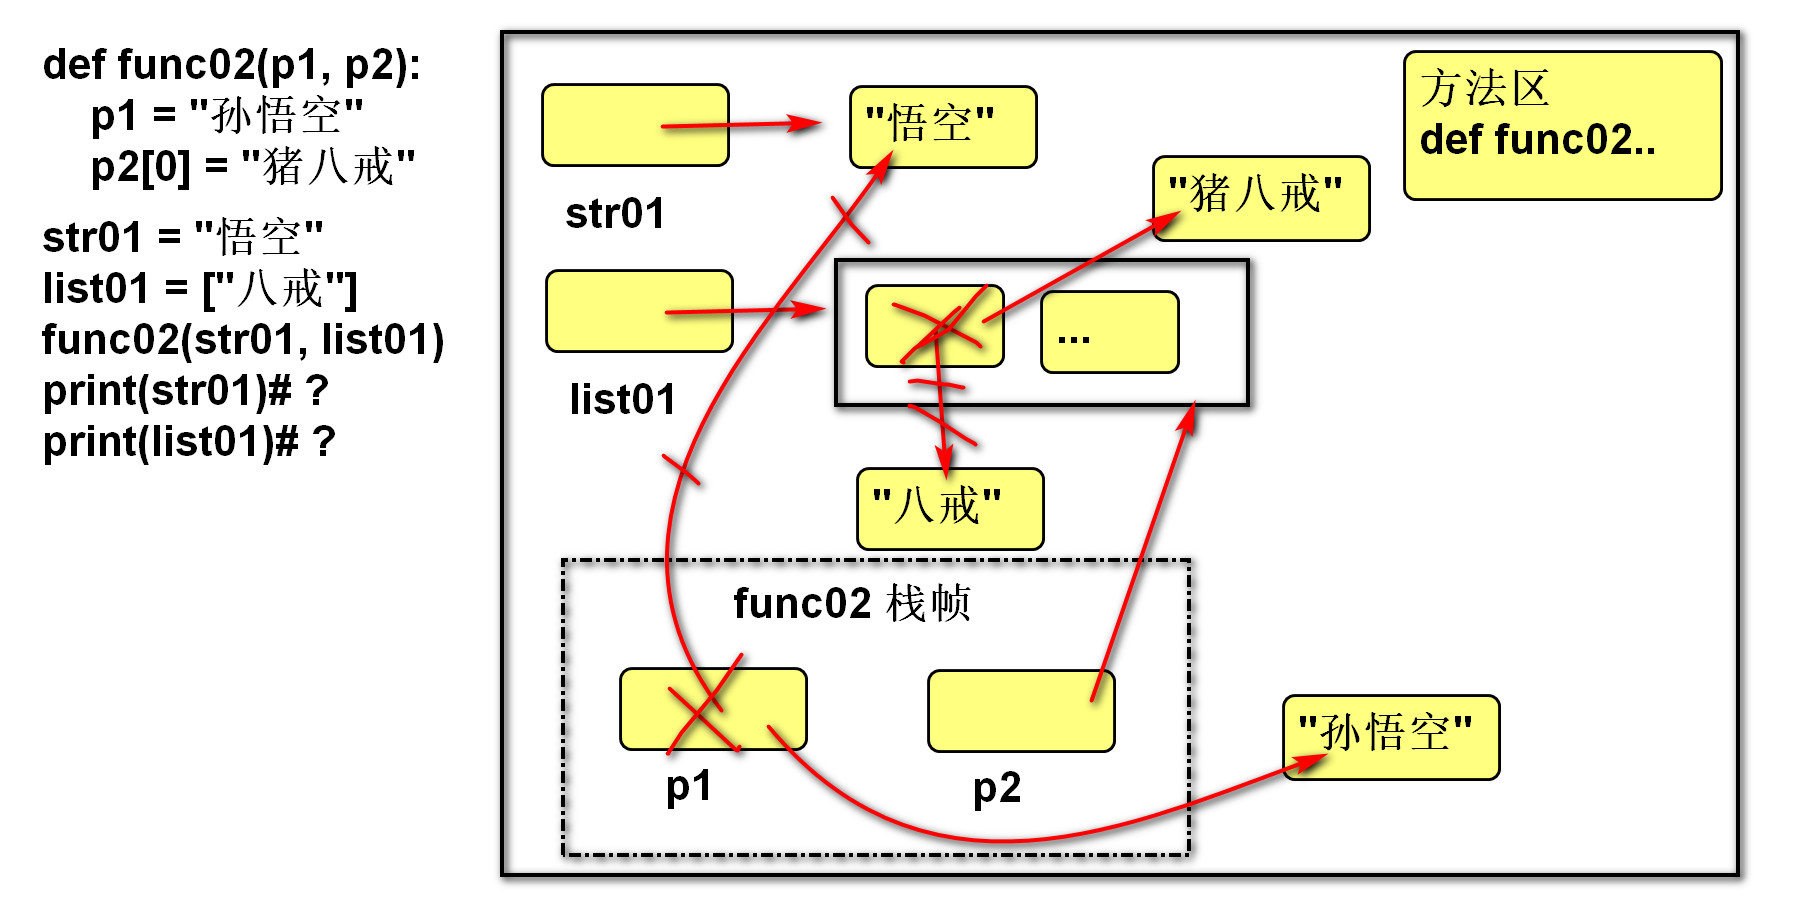 def func02(p1, p2):
p1 = "孙悟空"
p2[0] = "猪八戒"
str01 = "悟空"
list01 = ["八戒"]
func02(str01, list01)
print(str01)# ?
print(list01)# ?
方法区
def func02..
"悟空"
"猪八戒"
str01
...
list01
"八戒"
func02 栈帧
"孙悟空"
p1
p2